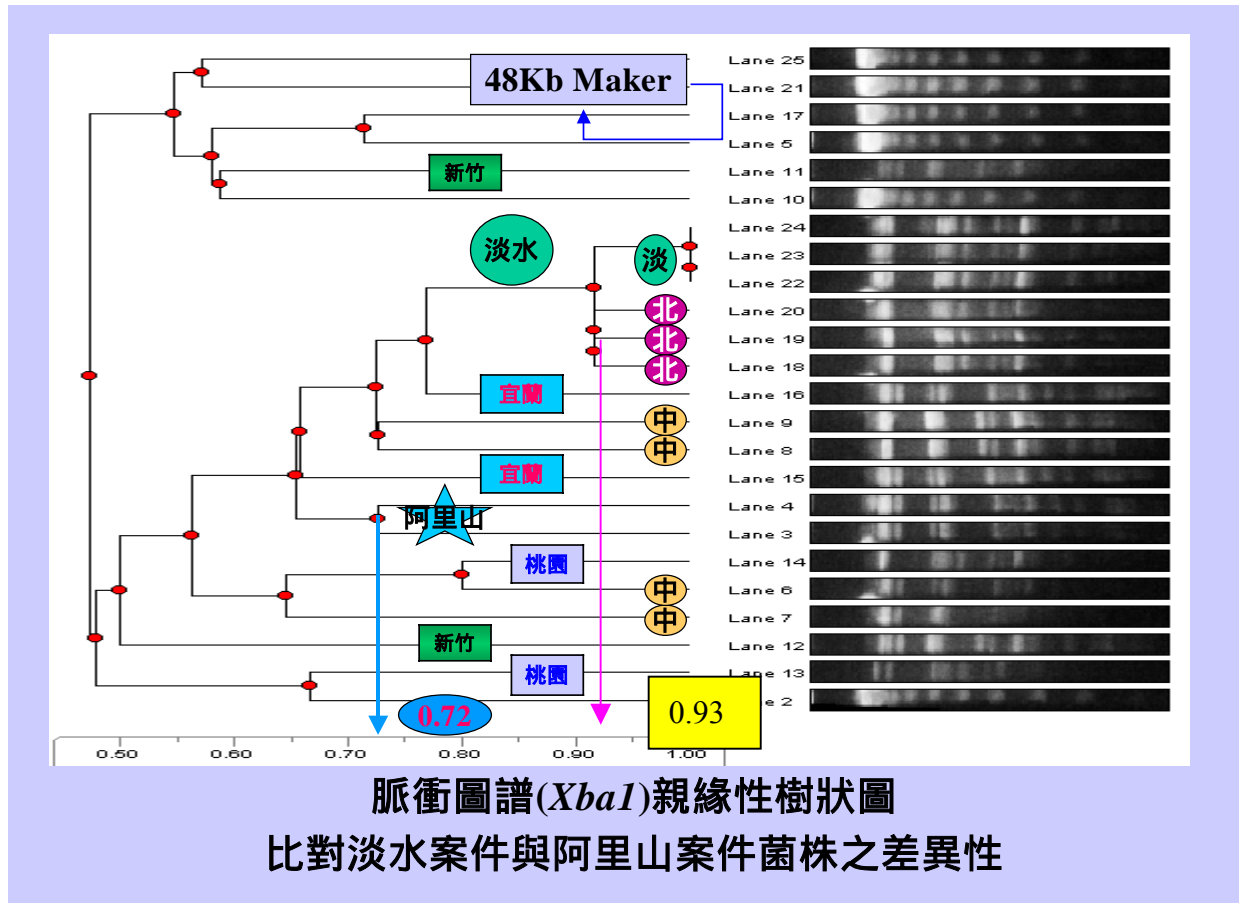 Lane 25
48Kb Maker
Lane 21
Lane 17
Lane 5
新竹
Lane 11
Lane 10
Lane 24
淡水
淡
Lane 23
Lane 22
北
Lane 20
北
Lane 19
北
Lane 18
宜蘭
Lane 16
中
Lane 9
中
Lane 8
宜蘭
Lane 15
阿里山
Lane 4
Lane 3
桃園
Lane 14
中
Lane 6
中
Lane 7
新竹
Lane 12
桃園
Lane 13
0.72
0.93
e 2
0.50 0.60 0.70 0.80 0.90 1.00
脈衝圖譜(Xba1)親緣性樹狀圖
比對淡水案件與阿里山案件菌株之差異性